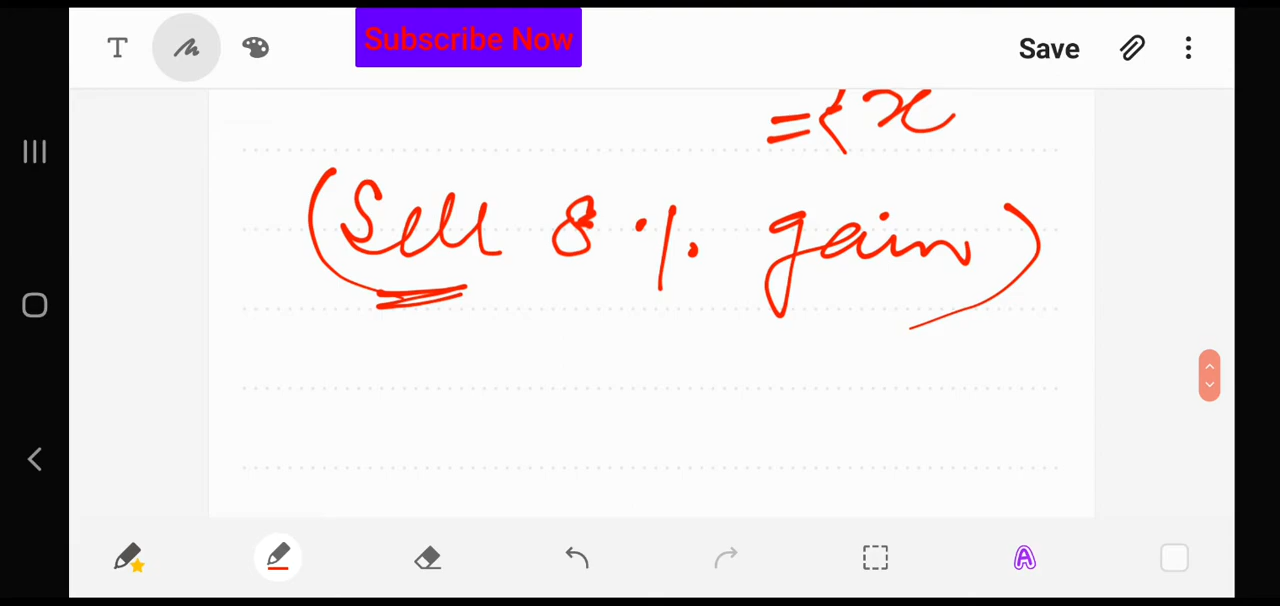 T
Subscribe Now
Save
= ₹ x
(Sell 8 %. gain)
A